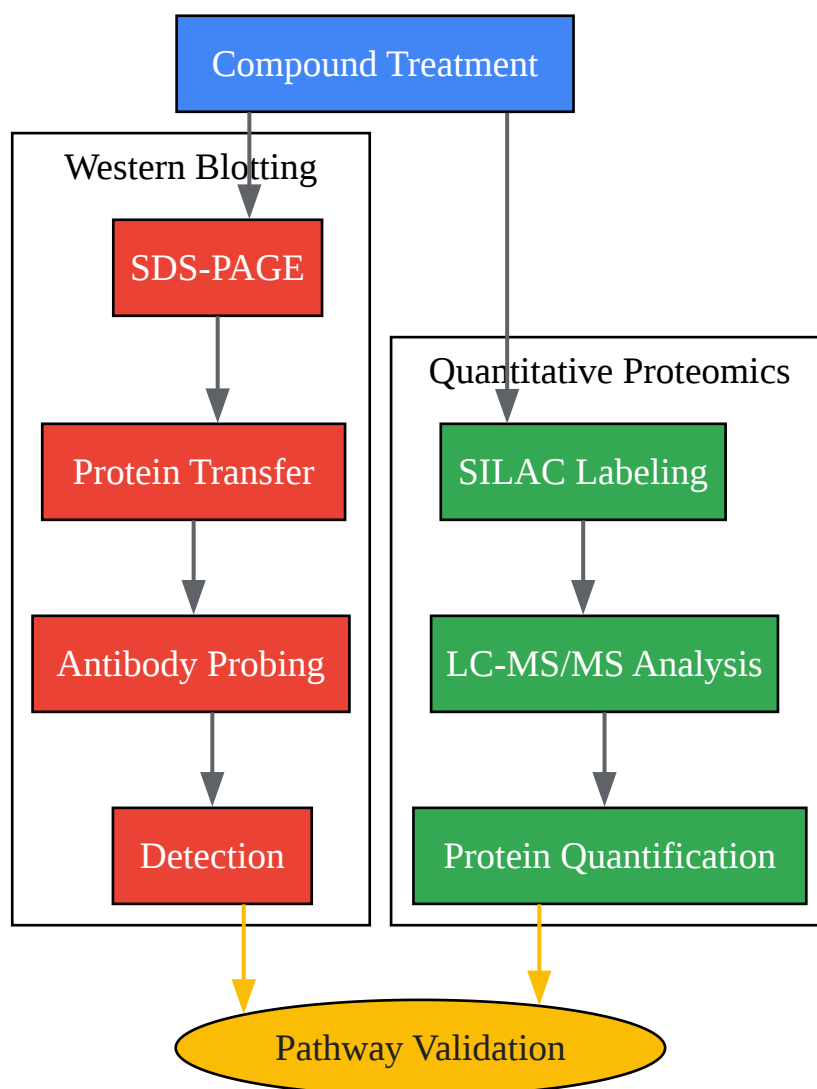 Compound Treatment
Western Blotting
SDS-PAGE
Protein Transfer
Antibody Probing
Detection
Quantitative Proteomics
SILAC Labeling
LC-MS/MS Analysis
Protein Quantification
Pathway Validation